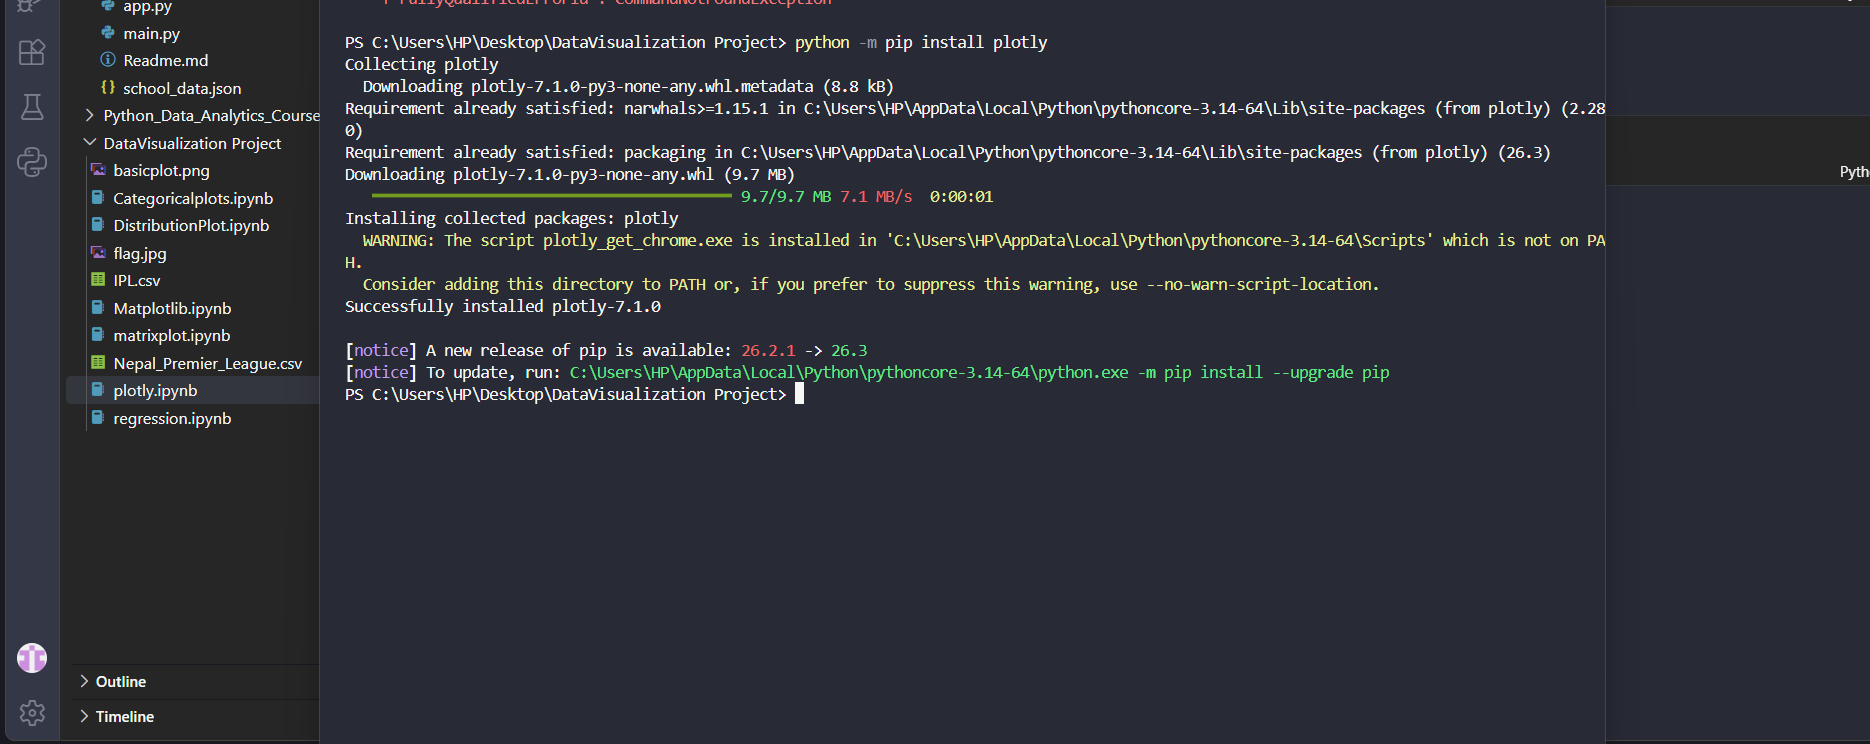 app.py
main.py
Readme.md
school_data.json
Python_Data_Analytics_Course
DataVisualization Project
basicplot.png
Categoricalplots.ipynb
DistributionPlot.ipynb
flag.jpg
IPL.csv
Matplotlib.ipynb
matrixplot.ipynb
Nepal_Premier_League.csv
plotly.ipynb
regression.ipynb
Outline
Timeline
+ FullyQualifiedErrorId : CommandNotFoundException
PS C:\Users\HP\Desktop\DataVisualization Project> python -m pip install plotly
Collecting plotly
Downloading plotly-7.1.0-py3-none-any.whl.metadata (8.8 kB)
Requirement already satisfied: narwhals>=1.15.1 in C:\Users\HP\AppData\Local\Python\pythoncore-3.14-64\Lib\site-packages (from plotly) (2.28
0)
Requirement already satisfied: packaging in C:\Users\HP\AppData\Local\Python\pythoncore-3.14-64\Lib\site-packages (from plotly) (26.3)
Downloading plotly-7.1.0-py3-none-any.whl (9.7 MB)
9.7/9.7 MB 7.1 MB/s 0:00:01
Installing collected packages: plotly
WARNING: The script plotly_get_chrome.exe is installed in 'C:\Users\HP\AppData\Local\Python\pythoncore-3.14-64\Scripts' which is not on PA
H.
Consider adding this directory to PATH or, if you prefer to suppress this warning, use --no-warn-script-location.
Successfully installed plotly-7.1.0
[notice] A new release of pip is available: 26.2.1 -> 26.3
[notice] To update, run: C:\Users\HP\AppData\Local\Python\pythoncore-3.14-64\python.exe -m pip install --upgrade pip
PS C:\Users\HP\Desktop\DataVisualization Project>
Pyth